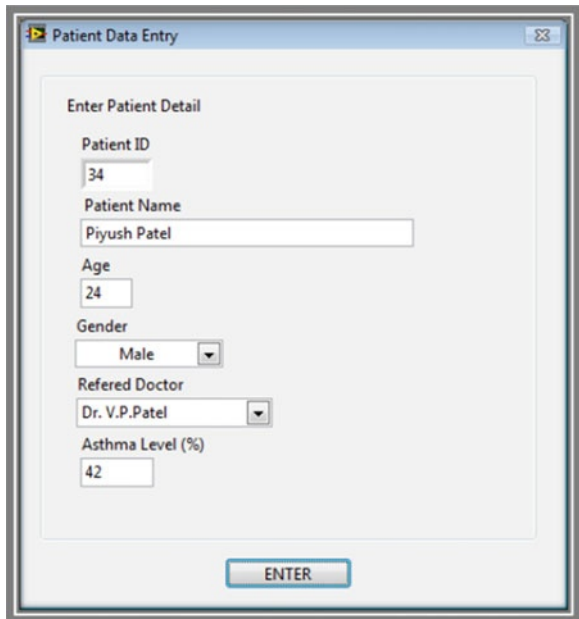 Patient Data Entry
Enter Patient Detail
Patient ID
34
Patient Name
Piyush Patel
Age
24
Gender
Male
Refered Doctor
Dr. V.P.Patel
Asthma Level (%)
42
ENTER